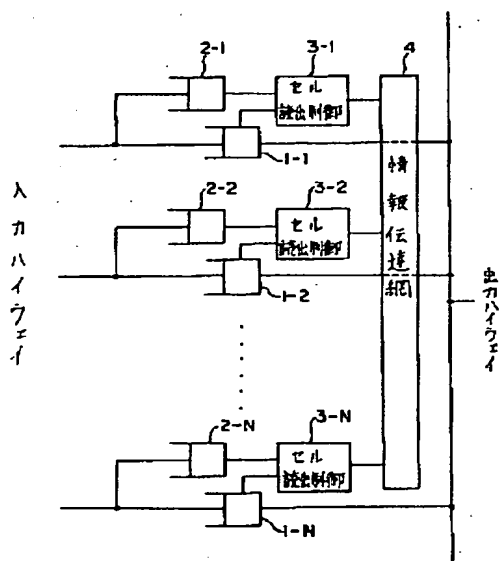 2-1
3-1
4
セル
読出制御
1-1
2-2
3-2
セル
読出制御
1-2
2-N
3-N
セル
読出制御
1-N
入力ハイウェイ
情報伝達網
出力ハイウェイ